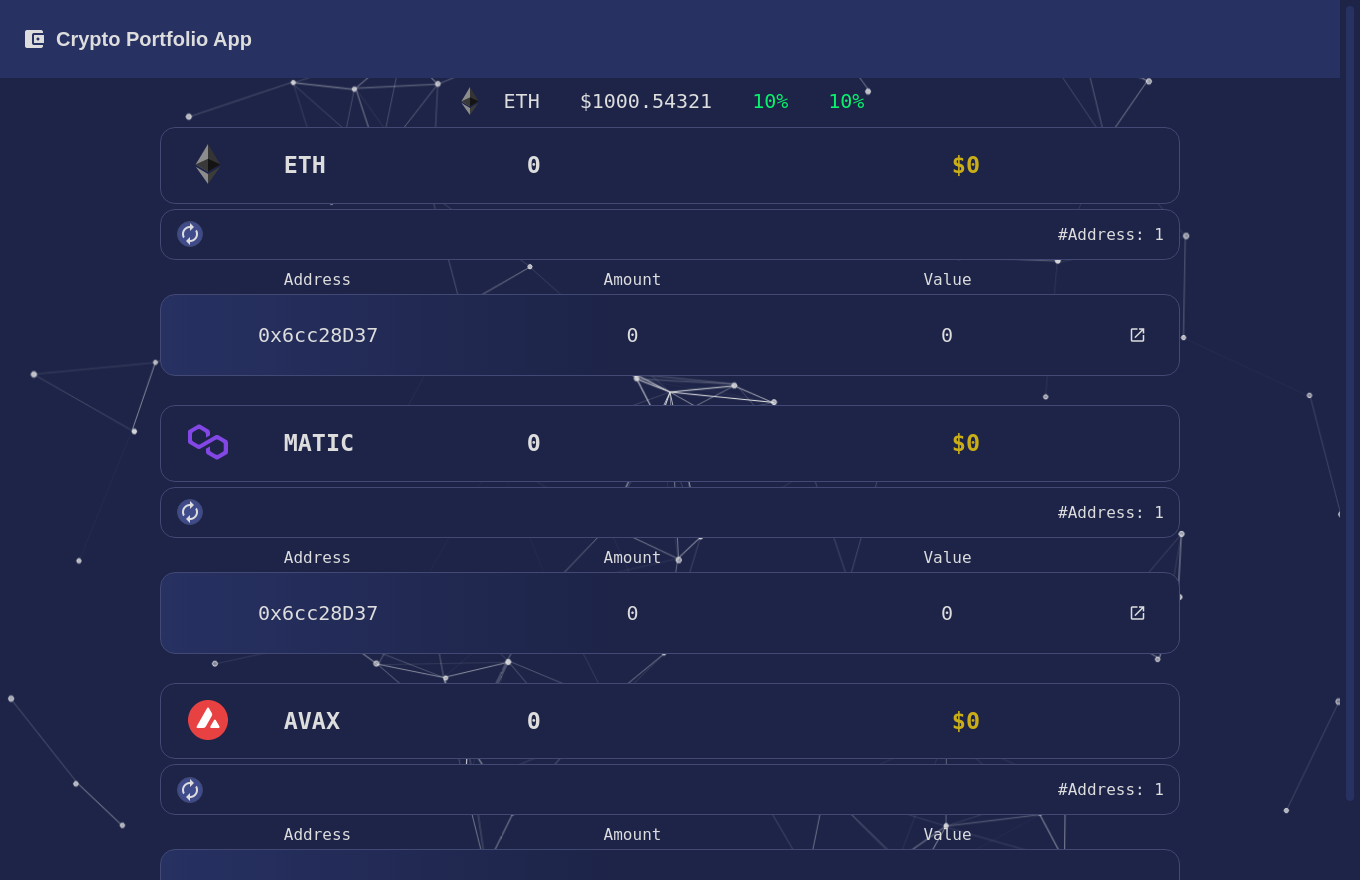 Crypto Portfolio App
ETH $1000.54321 10% 10%
ETH 0 $0
#Address: 1
Address Amount Value
0x6cc28D37 0 0
MATIC 0 $0
#Address: 1
Address Amount Value
0x6cc28D37 0 0
AVAX 0 $0
#Address: 1
Address Amount Value